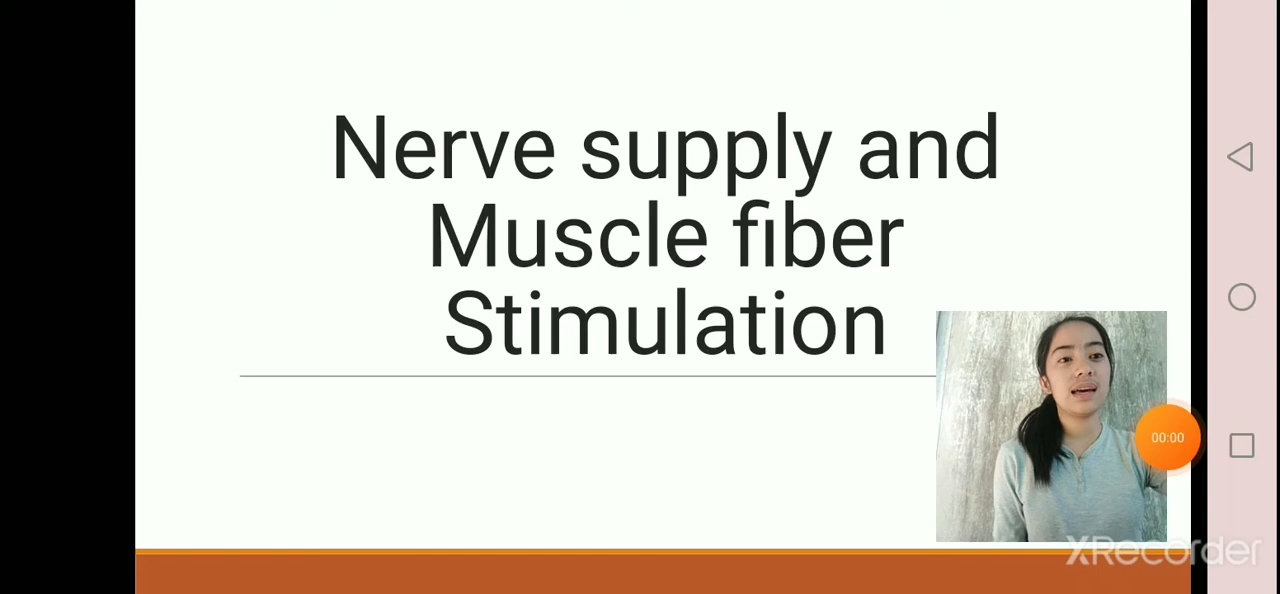 Nerve supply and
Muscle fiber
Stimulation
00:00
XRecorder